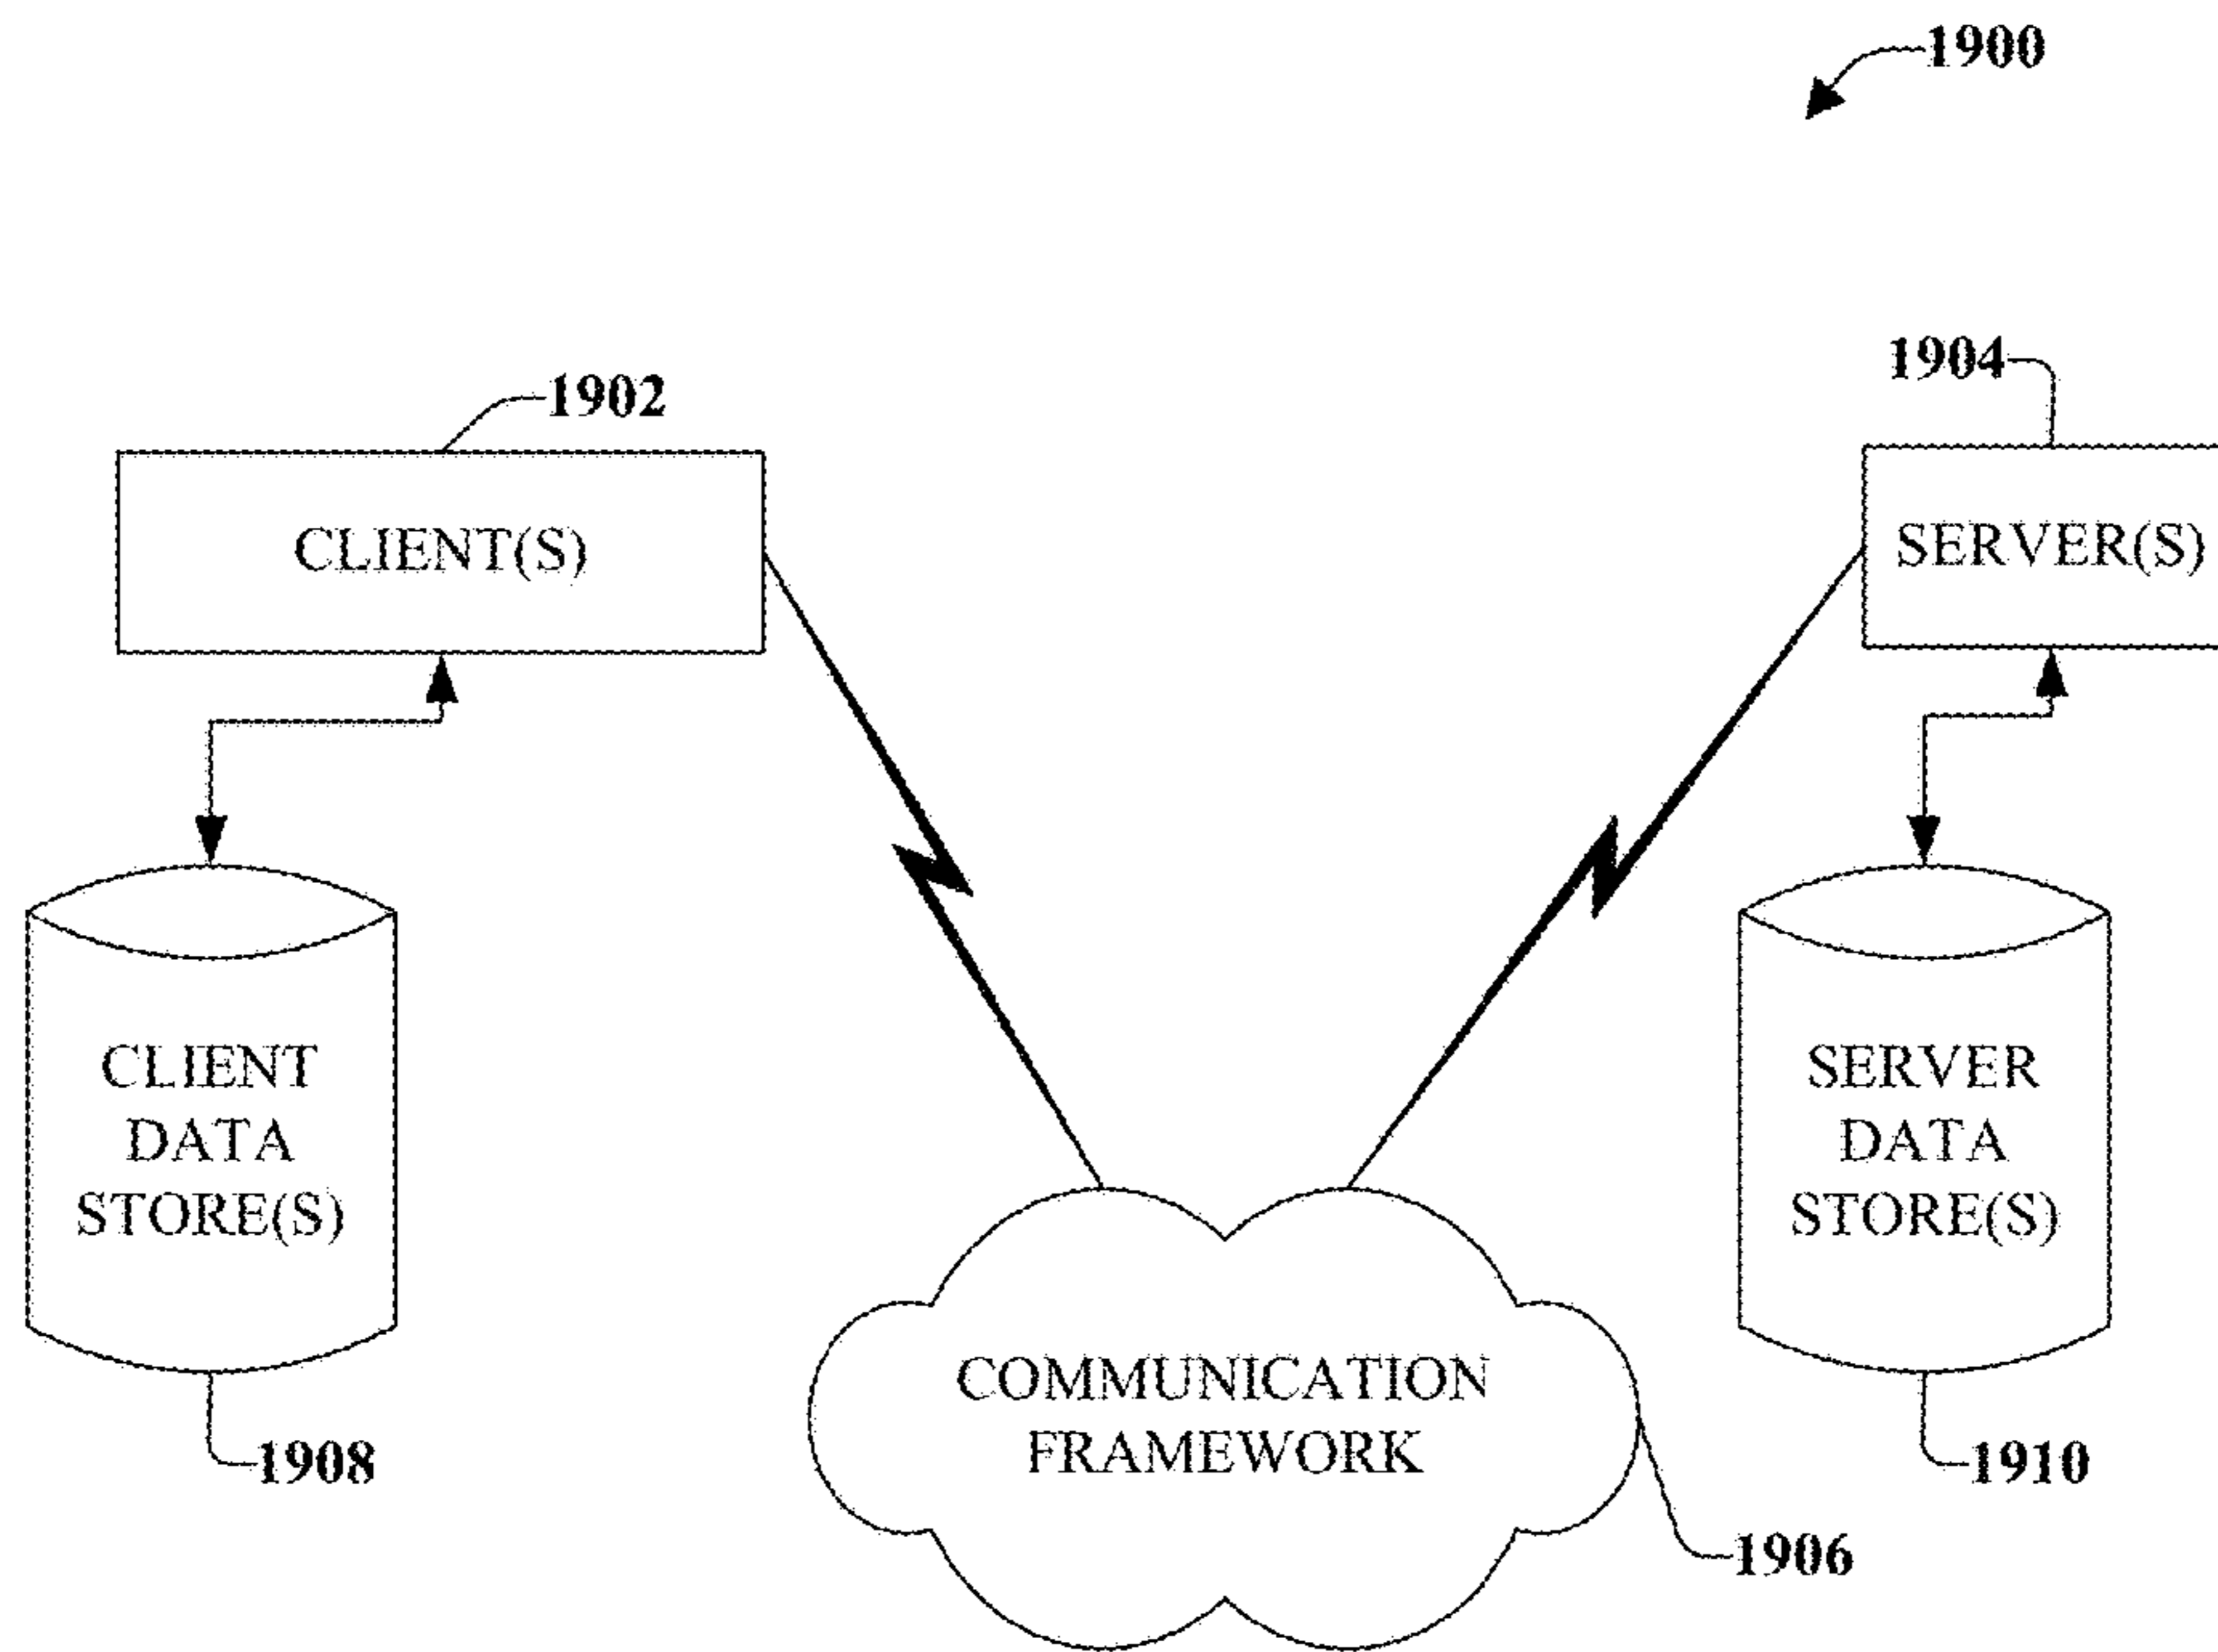 1900
1902
1904
CLIENT(S)
SERVER(S)
CLIENT
DATA
STORE(S)
SERVER
DATA
STORE(S)
COMMUNICATION
FRAMEWORK
1908
1910
1906